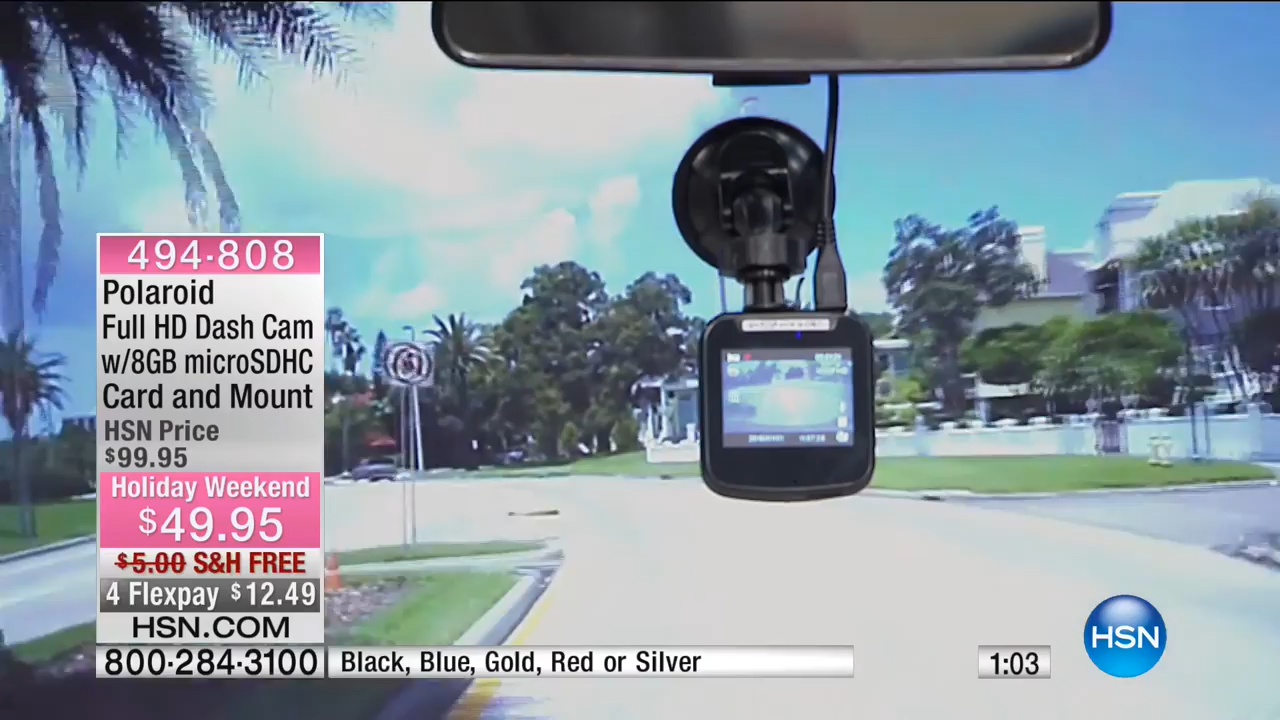 494·808
Polaroid
Full HD Dash Cam
w/8GB microSDHC
Card and Mount
HSN Price
$99.95
Holiday Weekend
$49.95
$5.00 S&H FREE
4 Flexpay $12.49
HSN.COM
800·284·3100
Black, Blue, Gold, Red or Silver
1:03
HSN